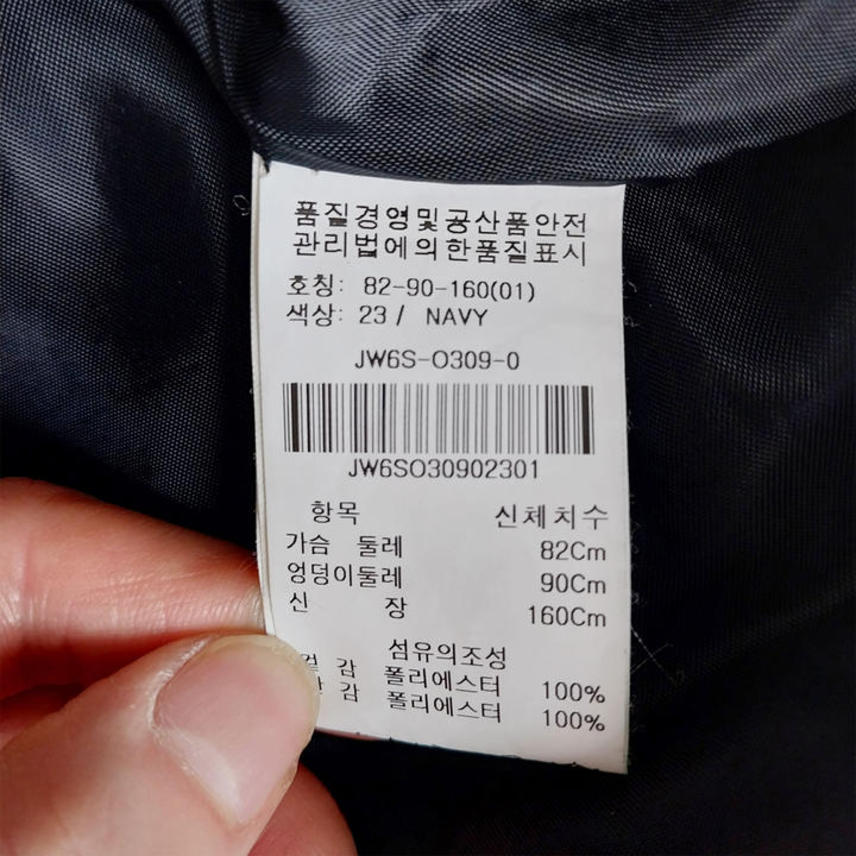 품질경영및공산품안전
관리법에의한품질표시
호칭: 82-90-160(01)
색상: 23 / NAVY
JW6S-O309-0
JW6SO30902301
항목 신체치수
가슴 둘레 82Cm
엉덩이둘레 90Cm
신 장 160Cm
섬유의조성
겉 감 폴리에스터 100%
감 폴리에스터 100%